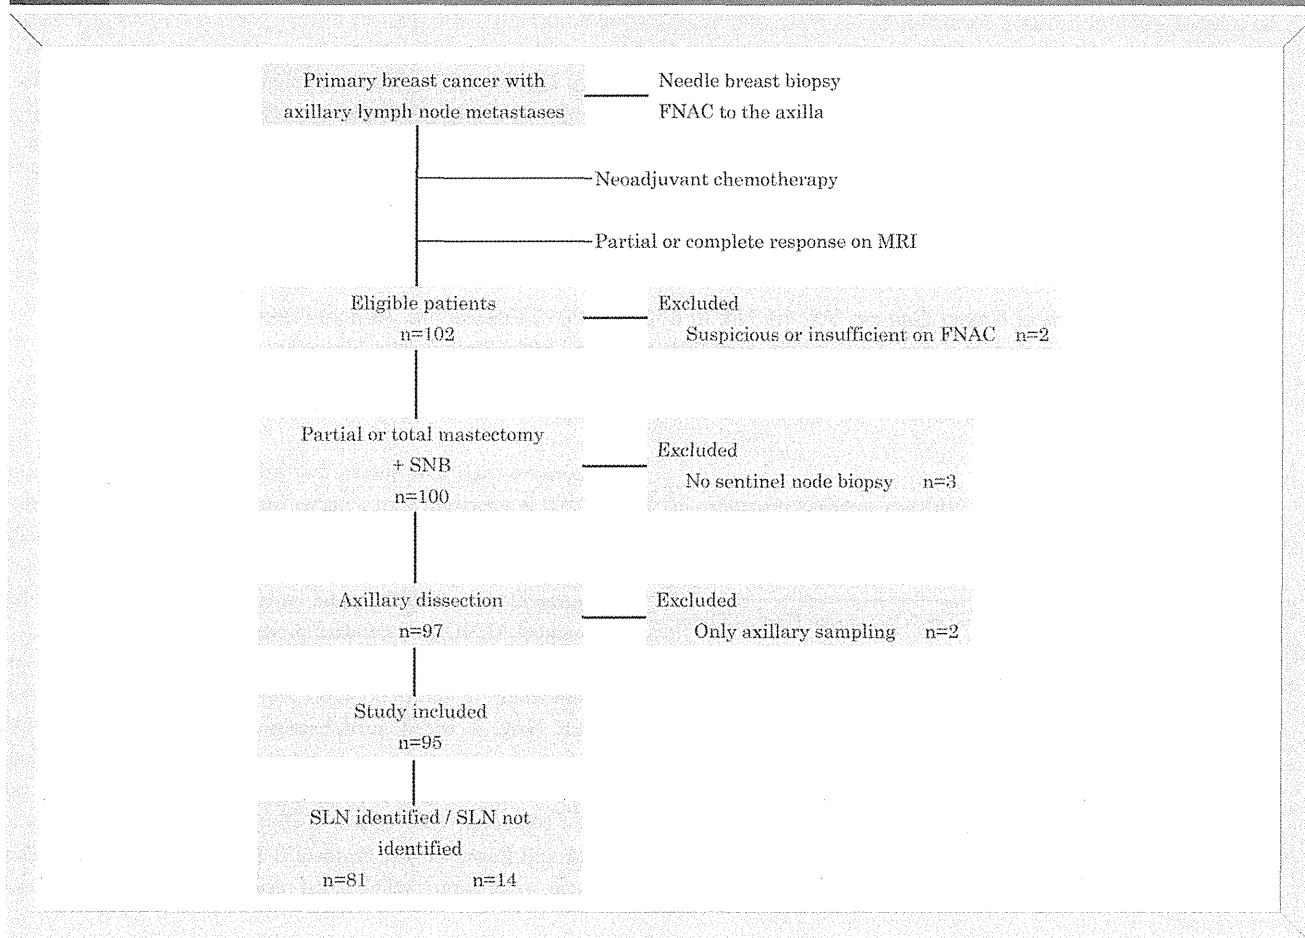 Primary breast cancer with
axillary lymph node metastases
Needle breast biopsy
FNAC to the axilla
Neoadjuvant chemotherapy
Partial or complete response on MRI
Eligible patients
n=102
Excluded
Suspicious or insufficient on FNAC n=2
Partial or total mastectomy
+ SNB
n=100
Excluded
No sentinel node biopsy n=3
Axillary dissection
n=97
Excluded
Only axillary sampling n=2
Study included
n=95
SLN identified / SLN not
identified
n=81 n=14